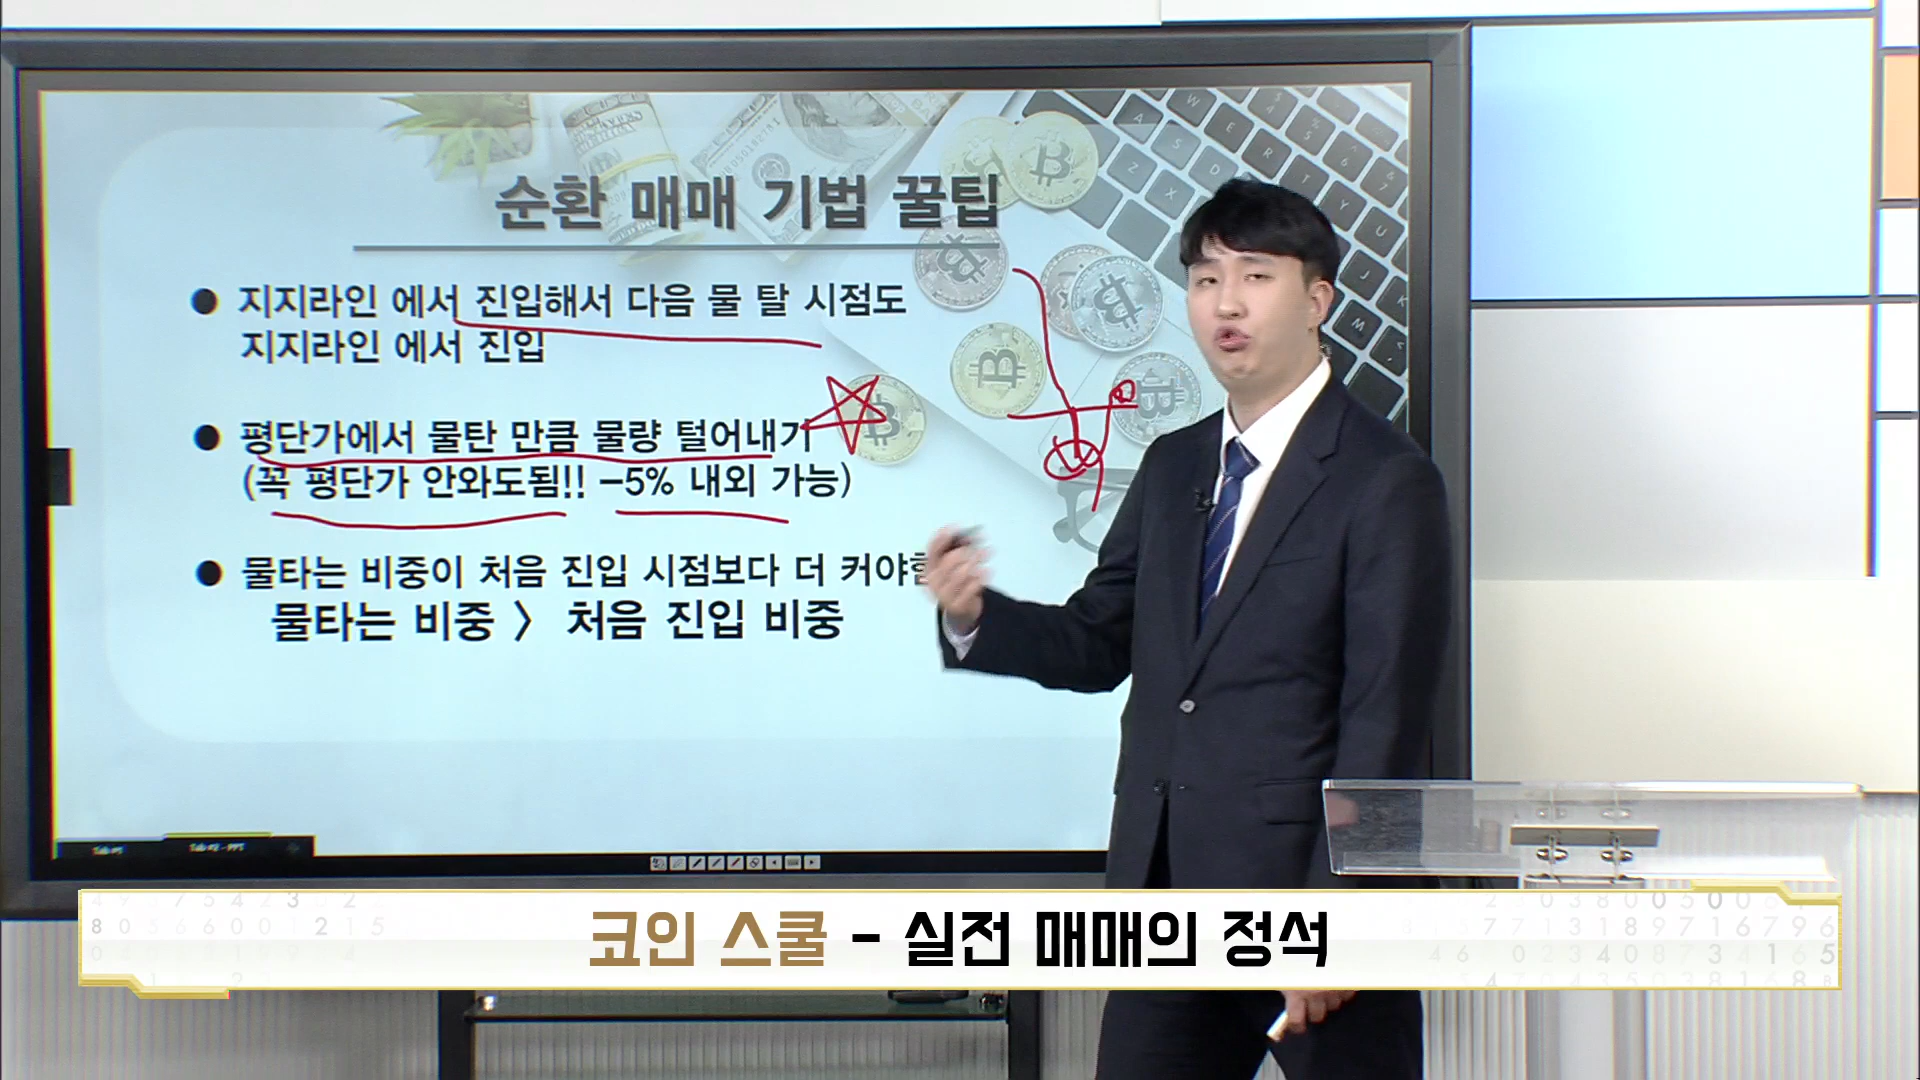 순환 매매 기법 꿀팁
● 지지라인 에서 진입해서 다음 물 탈 시점도
지지라인 에서 진입
● 평단가에서 물탄 만큼 물량 털어내기
(꼭 평단가 안와도됨!! -5% 내외 가능)
● 물타는 비중이 처음 진입 시점보다 더
물타는 비중 > 처음 진입 비중
코인 스쿨 - 실전 매매의 정석